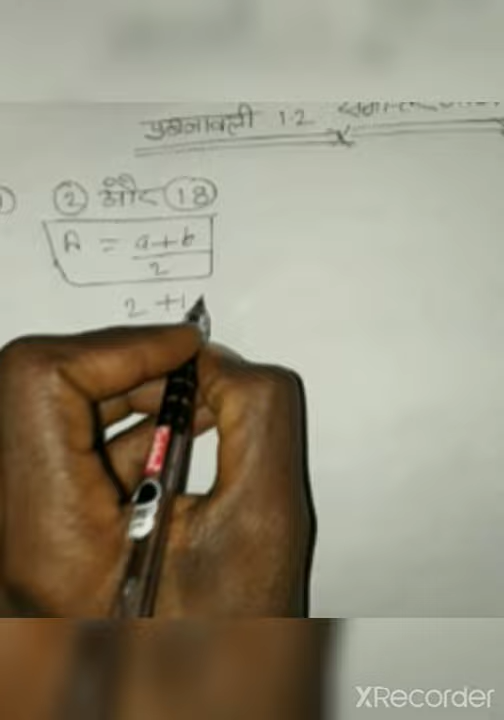 प्रश्नावली 1.2
2 और 18
A = a+b
2
2 +1
XRecorder